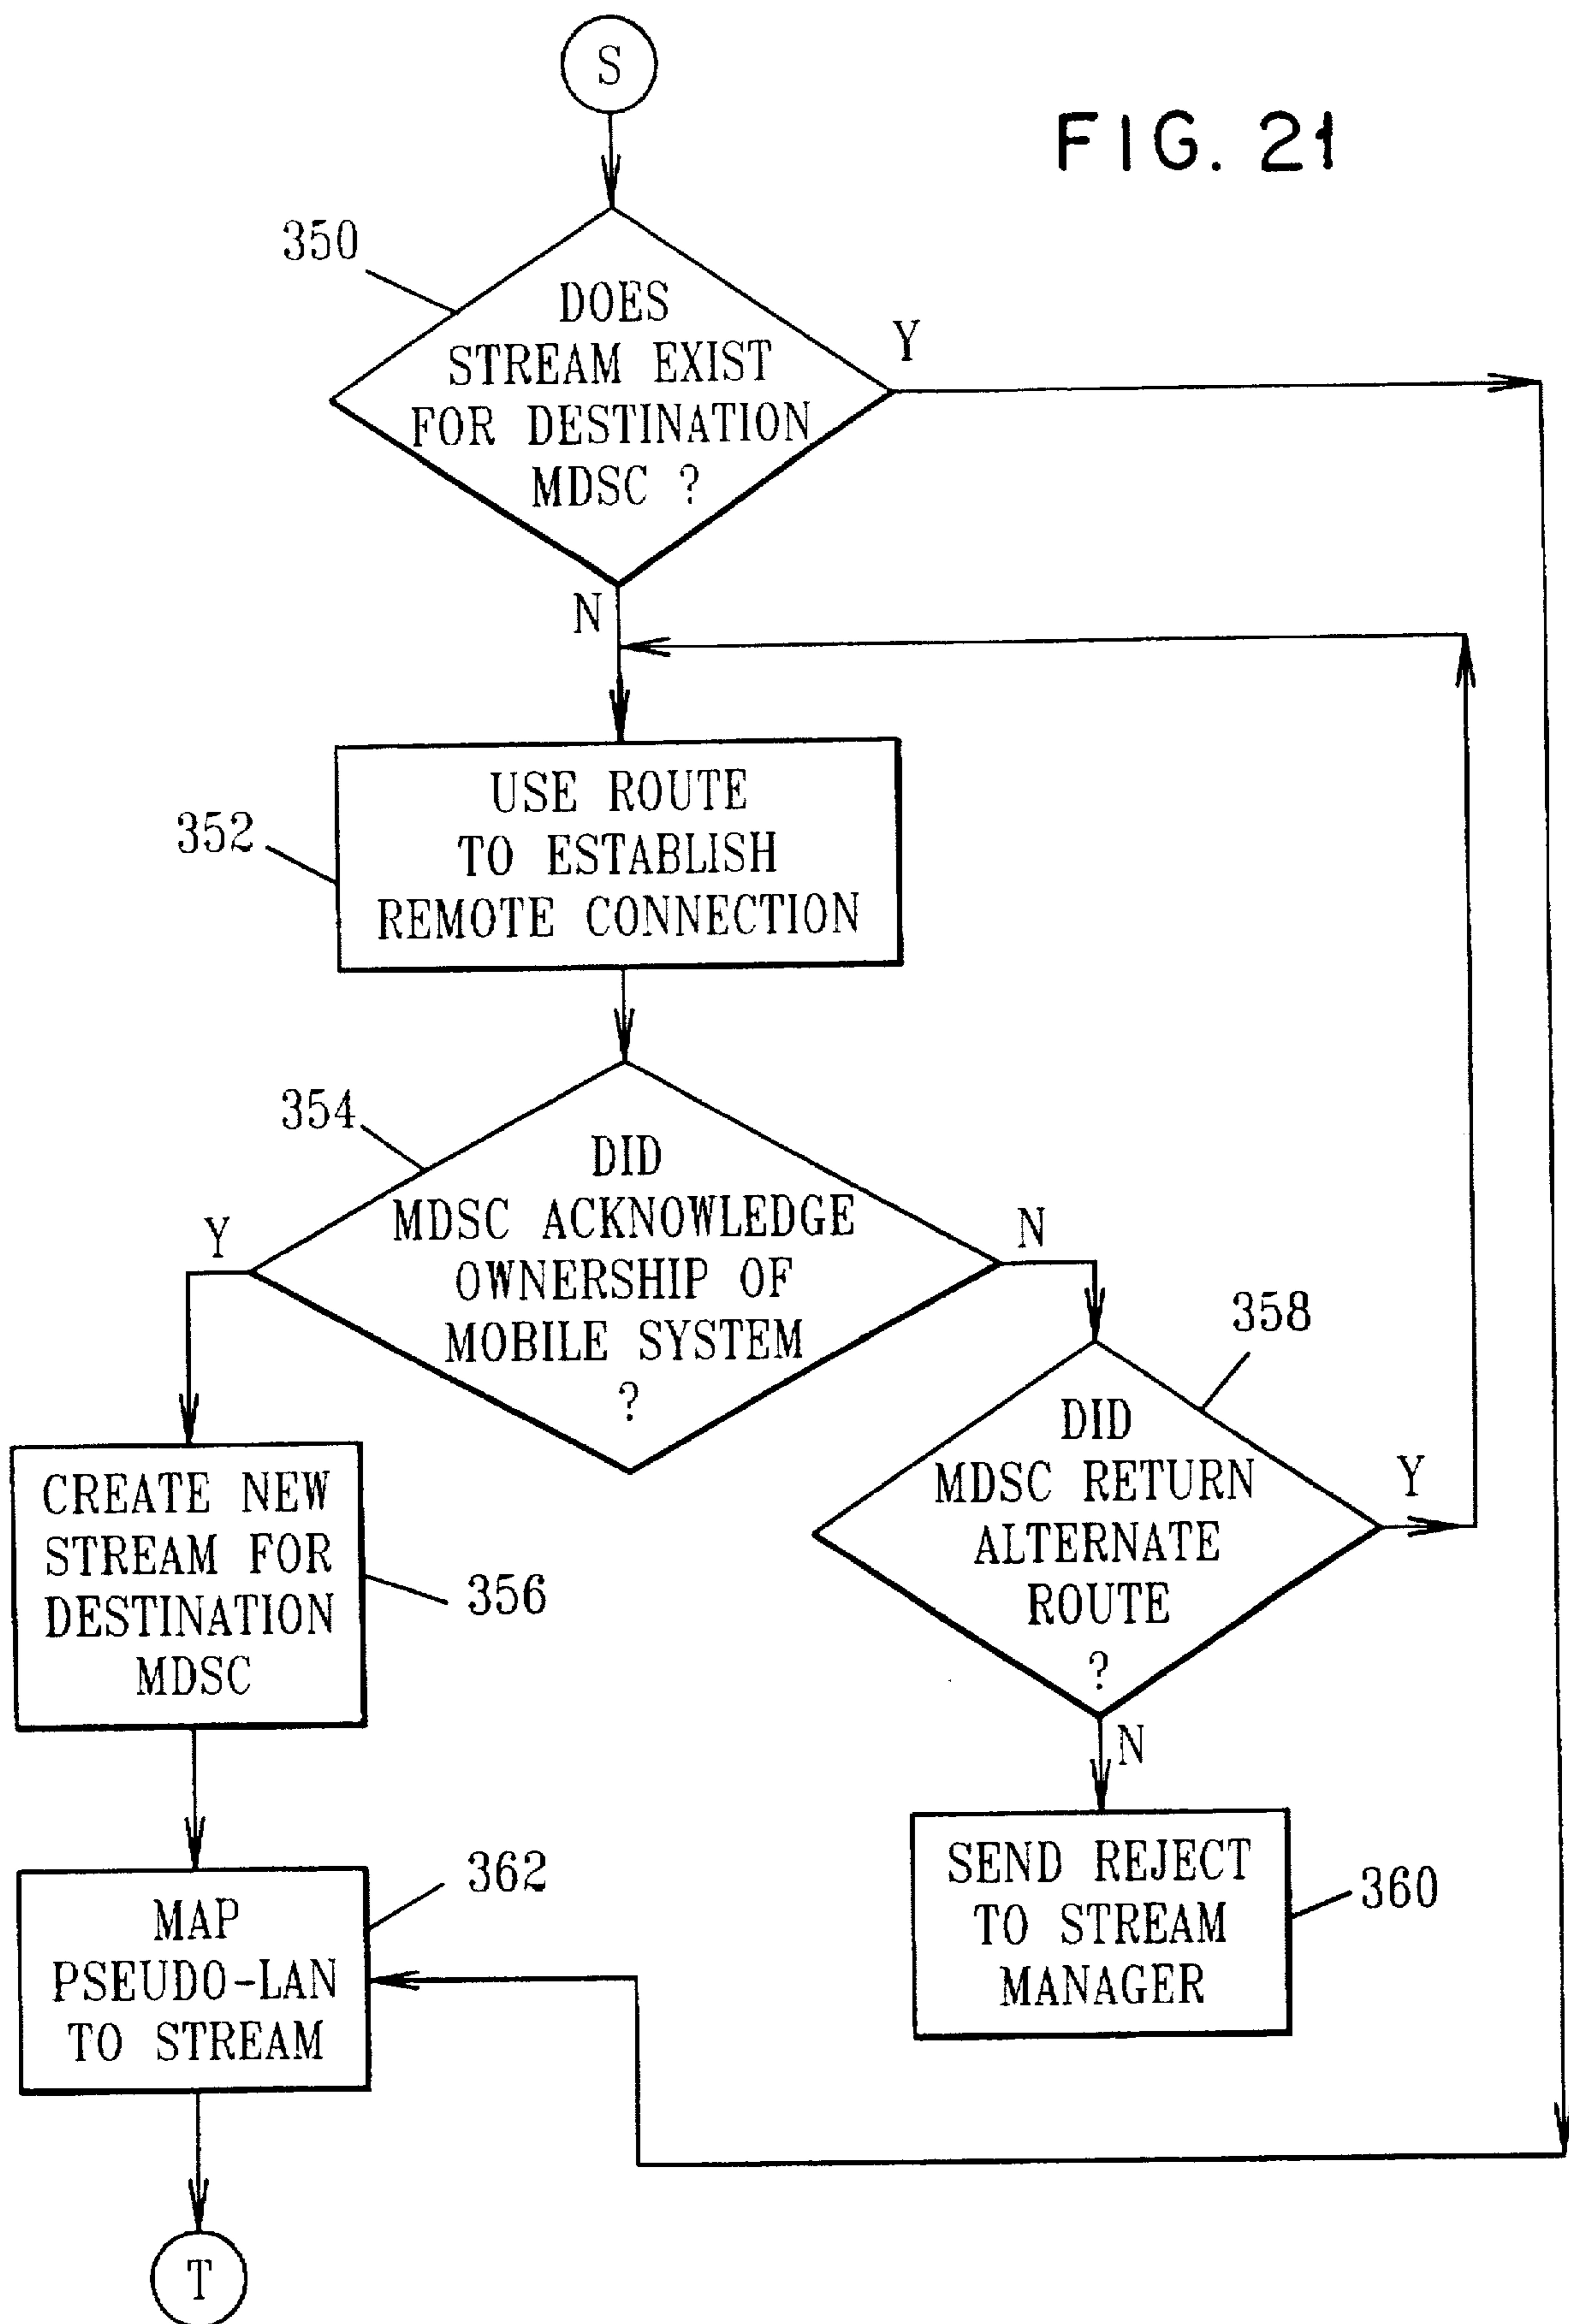 S
FIG. 21
350
DOES
STREAM EXIST
FOR DESTINATION
MDSC ?
Y
N
352
USE ROUTE
TO ESTABLISH
REMOTE CONNECTION
354
DID
MDSC ACKNOWLEDGE
OWNERSHIP OF
MOBILE SYSTEM
?
Y
N
358
DID
MDSC RETURN
ALTERNATE
ROUTE
?
Y
N
CREATE NEW
STREAM FOR
DESTINATION
MDSC
356
SEND REJECT
TO STREAM
MANAGER
360
362
MAP
PSEUDO-LAN
TO STREAM
T